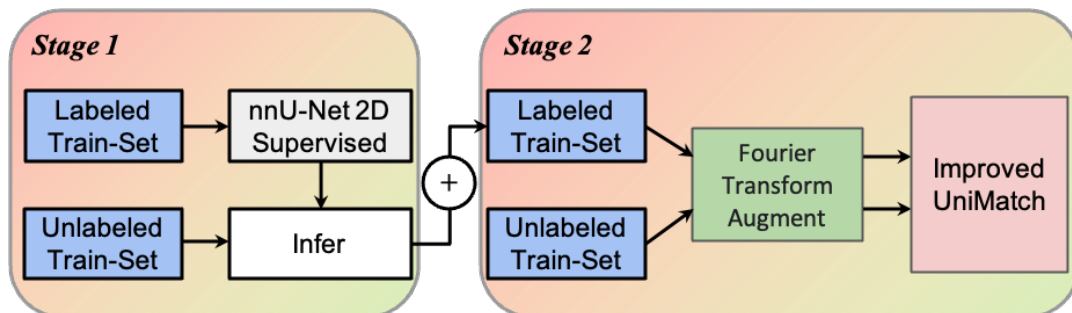 Stage 1
Labeled
Train-Set
nnU-Net 2D
Supervised
Unlabeled
Train-Set
Infer
+
Stage 2
Labeled
Train-Set
Unlabeled
Train-Set
Fourier
Transform
Augment
Improved
UniMatch